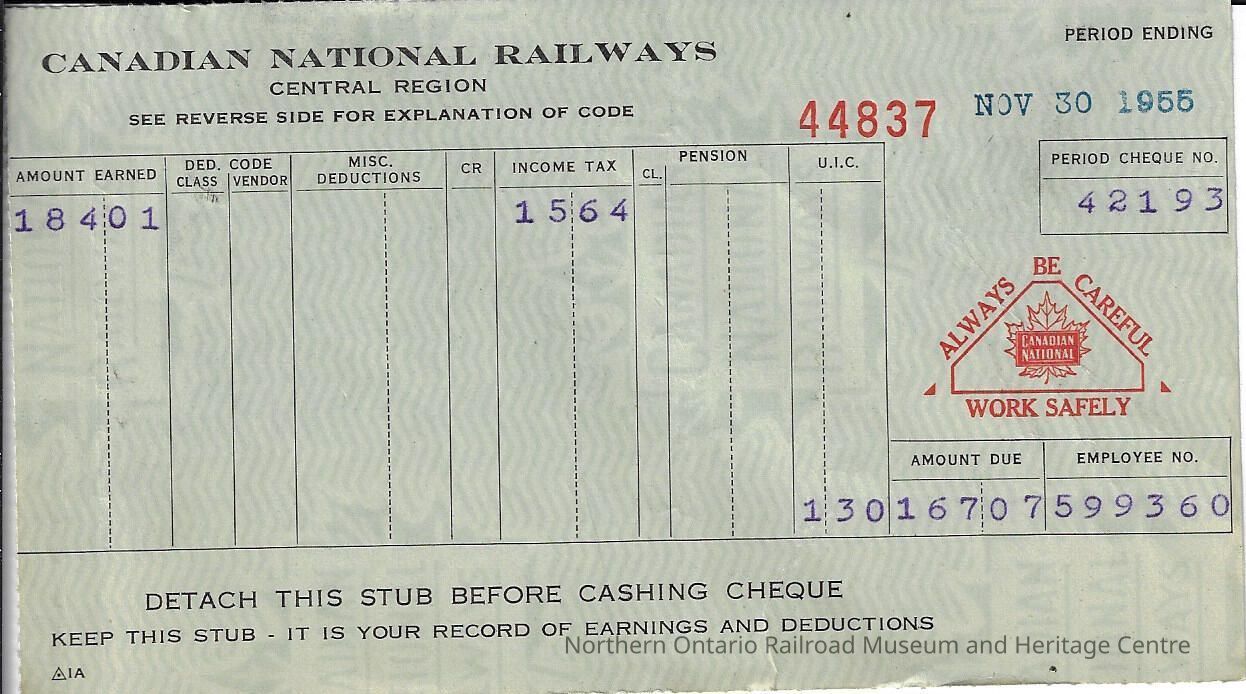 PERIOD ENDING
CANADIAN NATIONAL RAILWAYS
CENTRAL REGION
SEE REVERSE SIDE FOR EXPLANATION OF CODE
44837
NOV 30 1955
AMOUNT EARNED
DED. CODE
CLASS VENDOR
MISC.
DEDUCTIONS
CR
INCOME TAX
CL.
PENSION
U.I.C.
PERIOD CHEQUE NO.
18401
1564
42193
ALWAYS BE CAREFUL
CANADIAN
NATIONAL
WORK SAFELY
AMOUNT DUE
EMPLOYEE NO.
130 16707 599360
DETACH THIS STUB BEFORE CASHING CHEQUE
KEEP THIS STUB - IT IS YOUR RECORD OF EARNINGS AND DEDUCTIONS
Northern Ontario Railroad Museum and Heritage Centre
1A